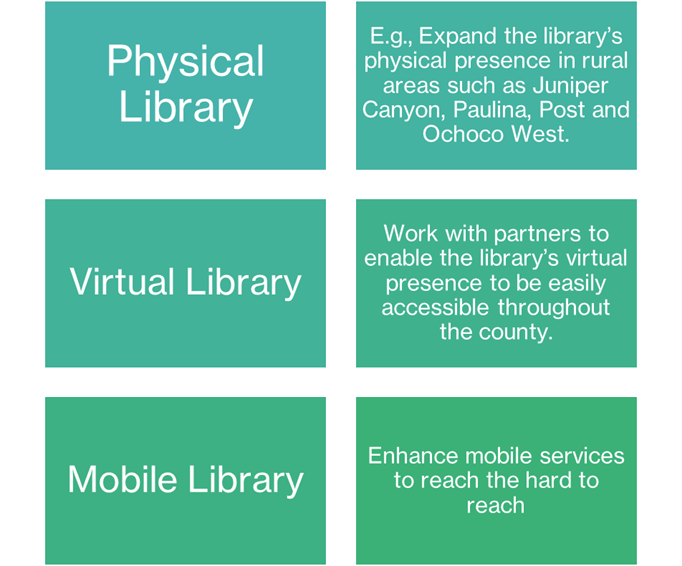 Physical
Library
E.g., Expand the library’s
physical presence in rural
areas such as Juniper
Canyon, Paulina, Post and
Ochoco West.
Virtual Library
Work with partners to
enable the library’s virtual
presence to be easily
accessible throughout
the county.
Mobile Library
Enhance mobile services
to reach the hard to
reach